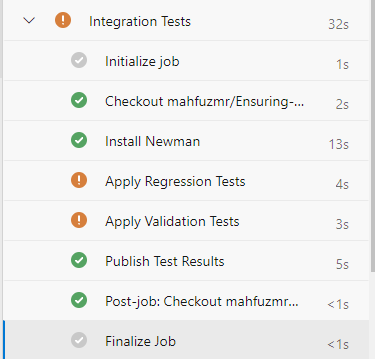 Integration Tests 32s
Initialize job 1s
Checkout mahfuzmr/Ensuring-... 2s
Install Newman 13s
Apply Regression Tests 4s
Apply Validation Tests 3s
Publish Test Results 5s
Post-job: Checkout mahfuzmr... <1s
Finalize Job <1s